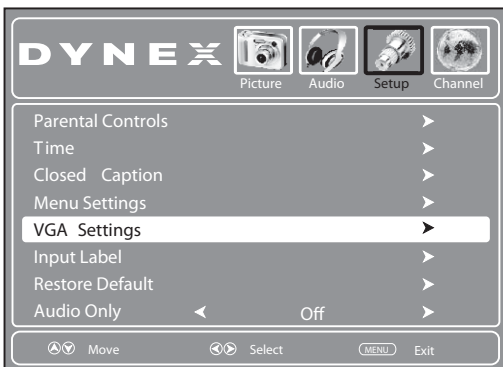 DYNEX
Picture Audio Setup Channel
Parental Controls
Time
Closed Caption
Menu Settings
VGA Settings
Input Label
Restore Default
Audio Only Off
Move Select MENU Exit